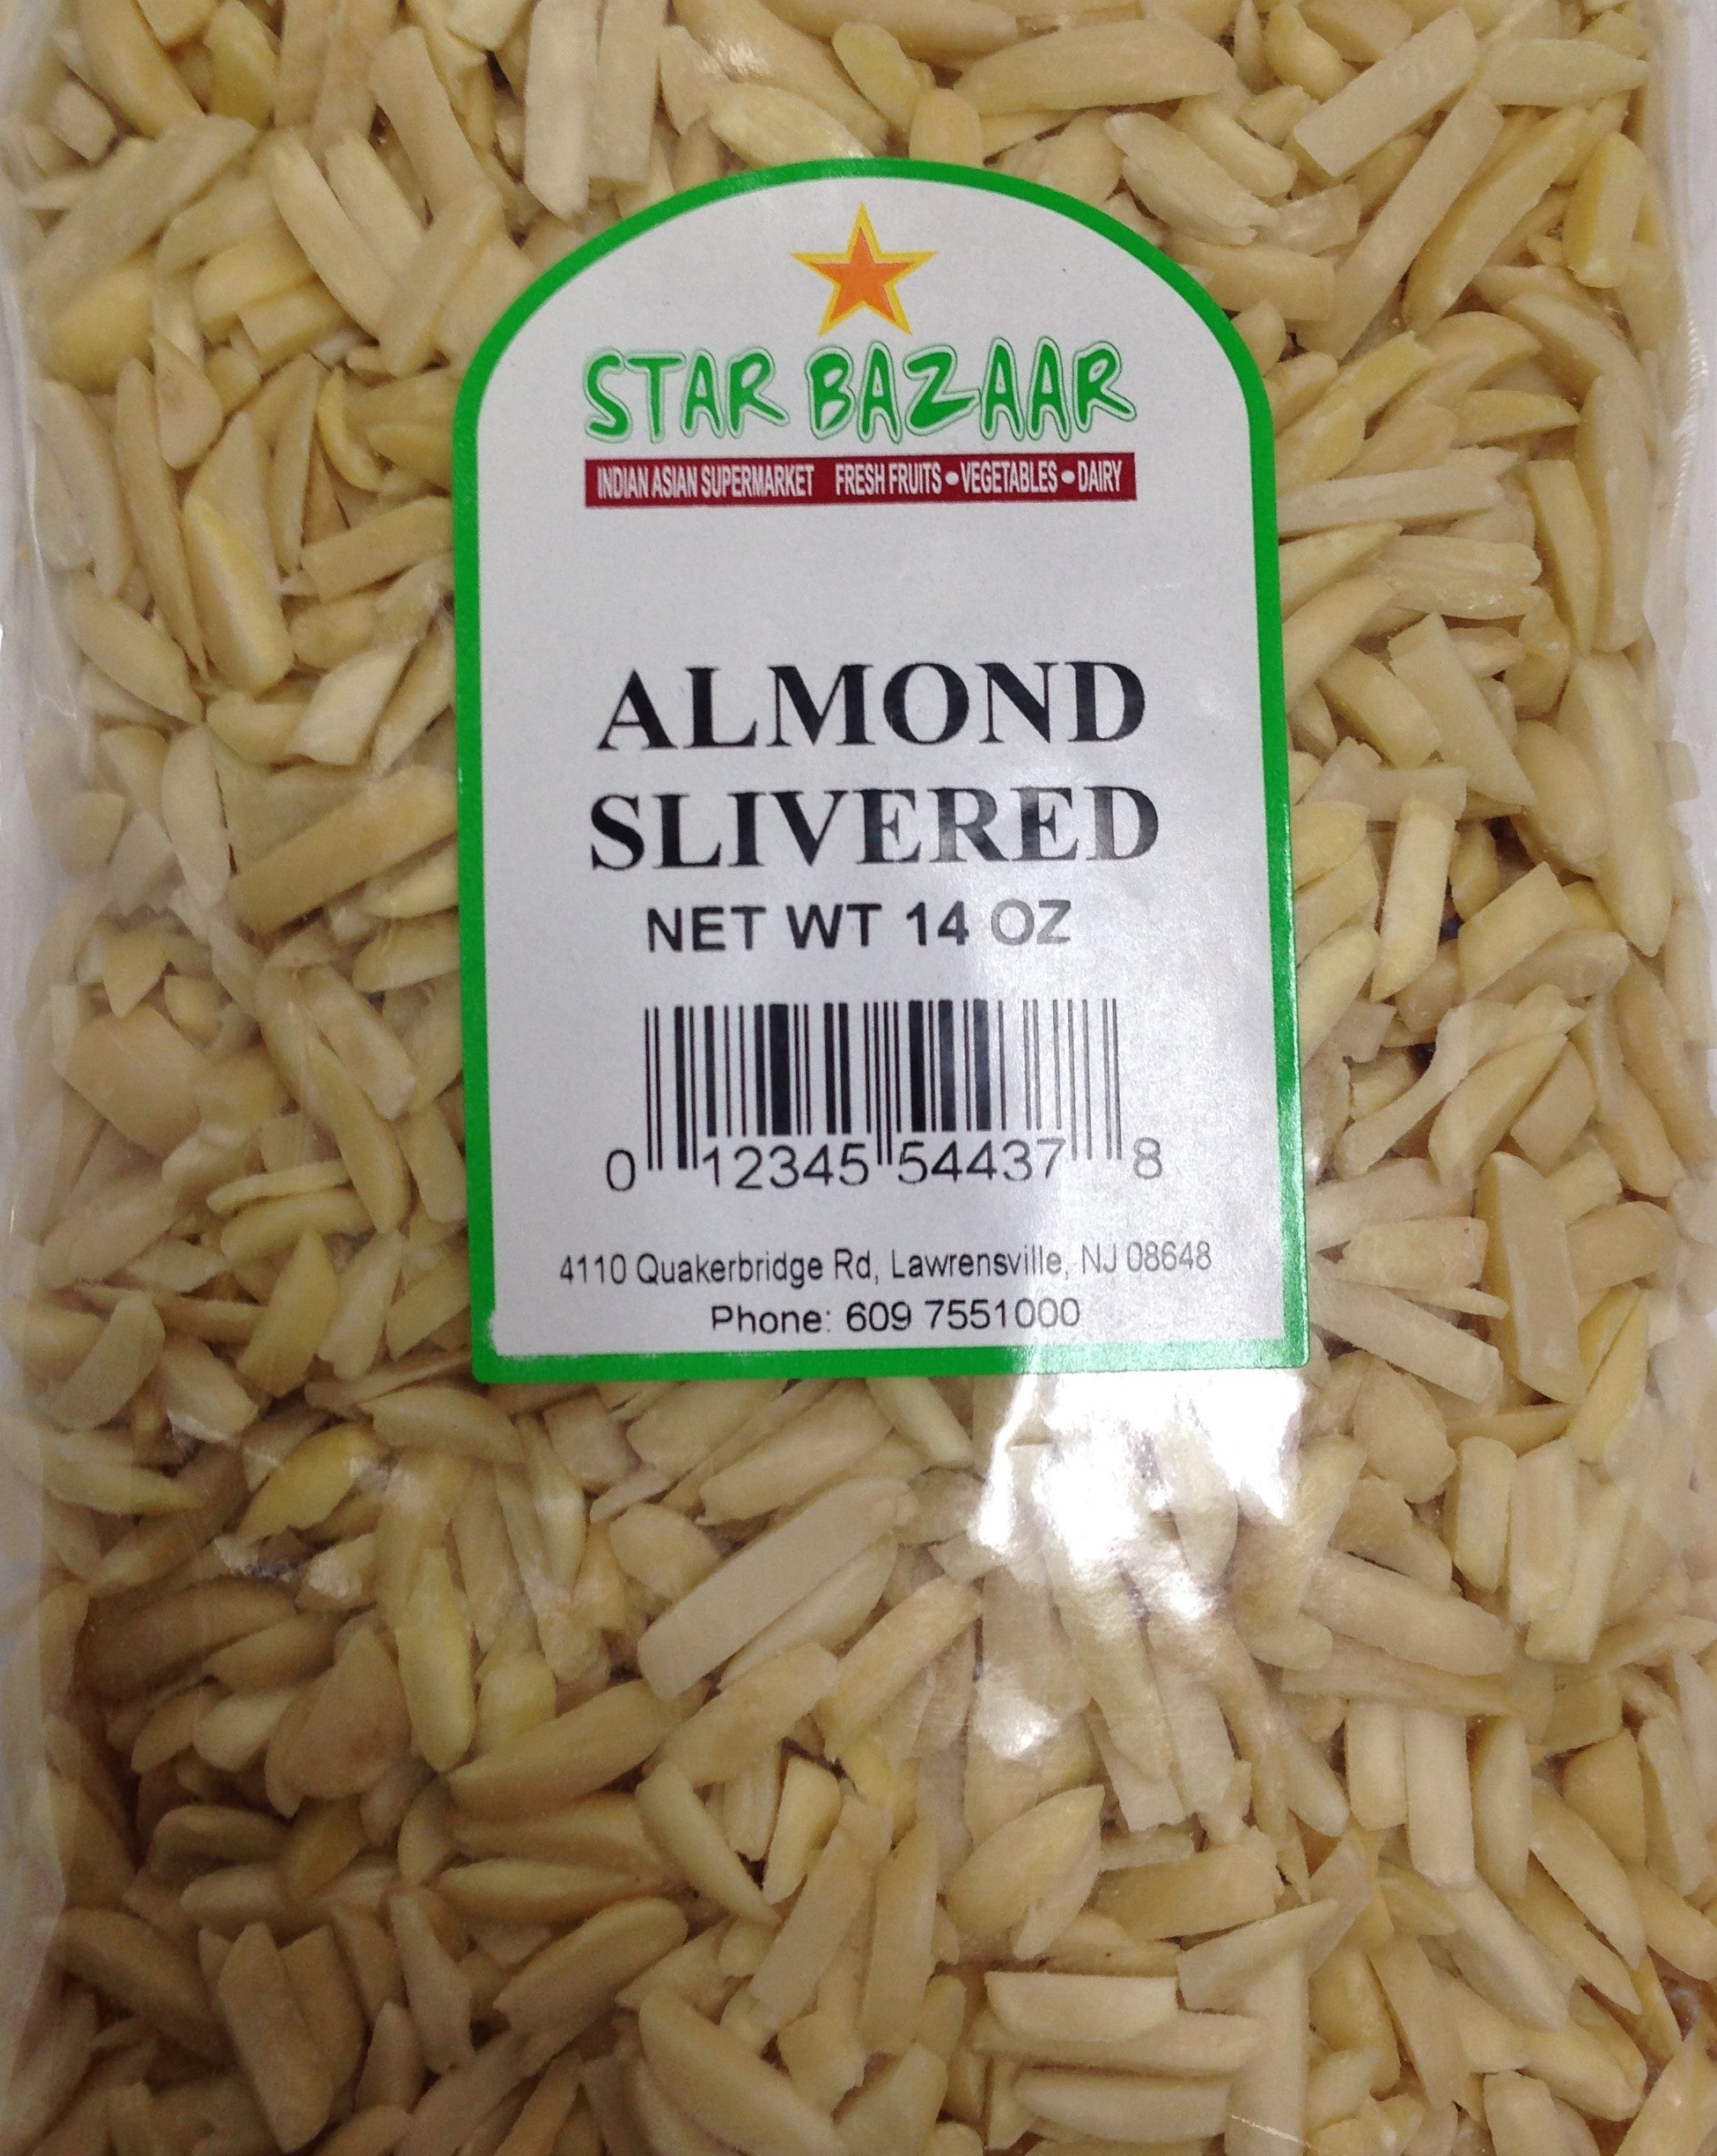 STAR BAZAAR
INDIAN ASIAN SUPERMARKET FRESH FRUITS • VEGETABLES • DAIRY
ALMOND
SLIVERED
NET WT 14 OZ
0 12345 54437 8
4110 Quakerbridge Rd, Lawrensville, NJ 08648
Phone: 609 7551000